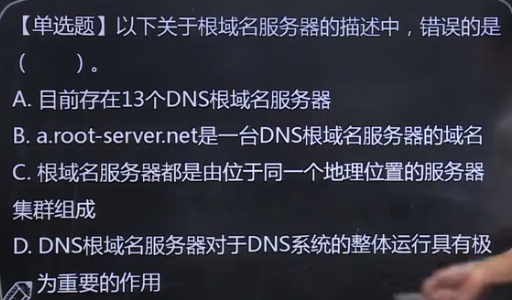 【单选题】以下关于根域名服务器的描述中，错误的是
（　　）。
A. 目前存在13个DNS根域名服务器
B. a.root-server.net是一台DNS根域名服务器的域名
C. 根域名服务器都是由位于同一个地理位置的服务器
集群组成
D. DNS根域名服务器对于DNS系统的整体运行具有极
为重要的作用